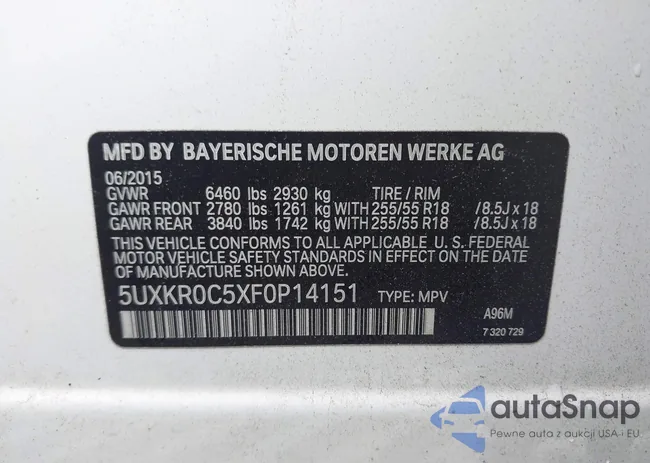 MFD BY BAYERISCHE MOTOREN WERKE AG
06/2015
GVWR 6460 lbs 2930 kg TIRE / RIM
GAWR FRONT 2780 lbs 1261 kg WITH 255/55 R18 /8.5J x 18
GAWR REAR 3840 lbs 1742 kg WITH 255/55 R18 /8.5J x 18
THIS VEHICLE CONFORMS TO ALL APPLICABLE U. S. FEDERAL
MOTOR VEHICLE SAFETY STANDARDS IN EFFECT ON THE DATE OF
MANUFACTURE SHOWN ABOVE.
5UXKR0C5XF0P14151 TYPE: MPV
A96M
7 320 729
autoSnap
Pewne auta z aukcji USA i EU